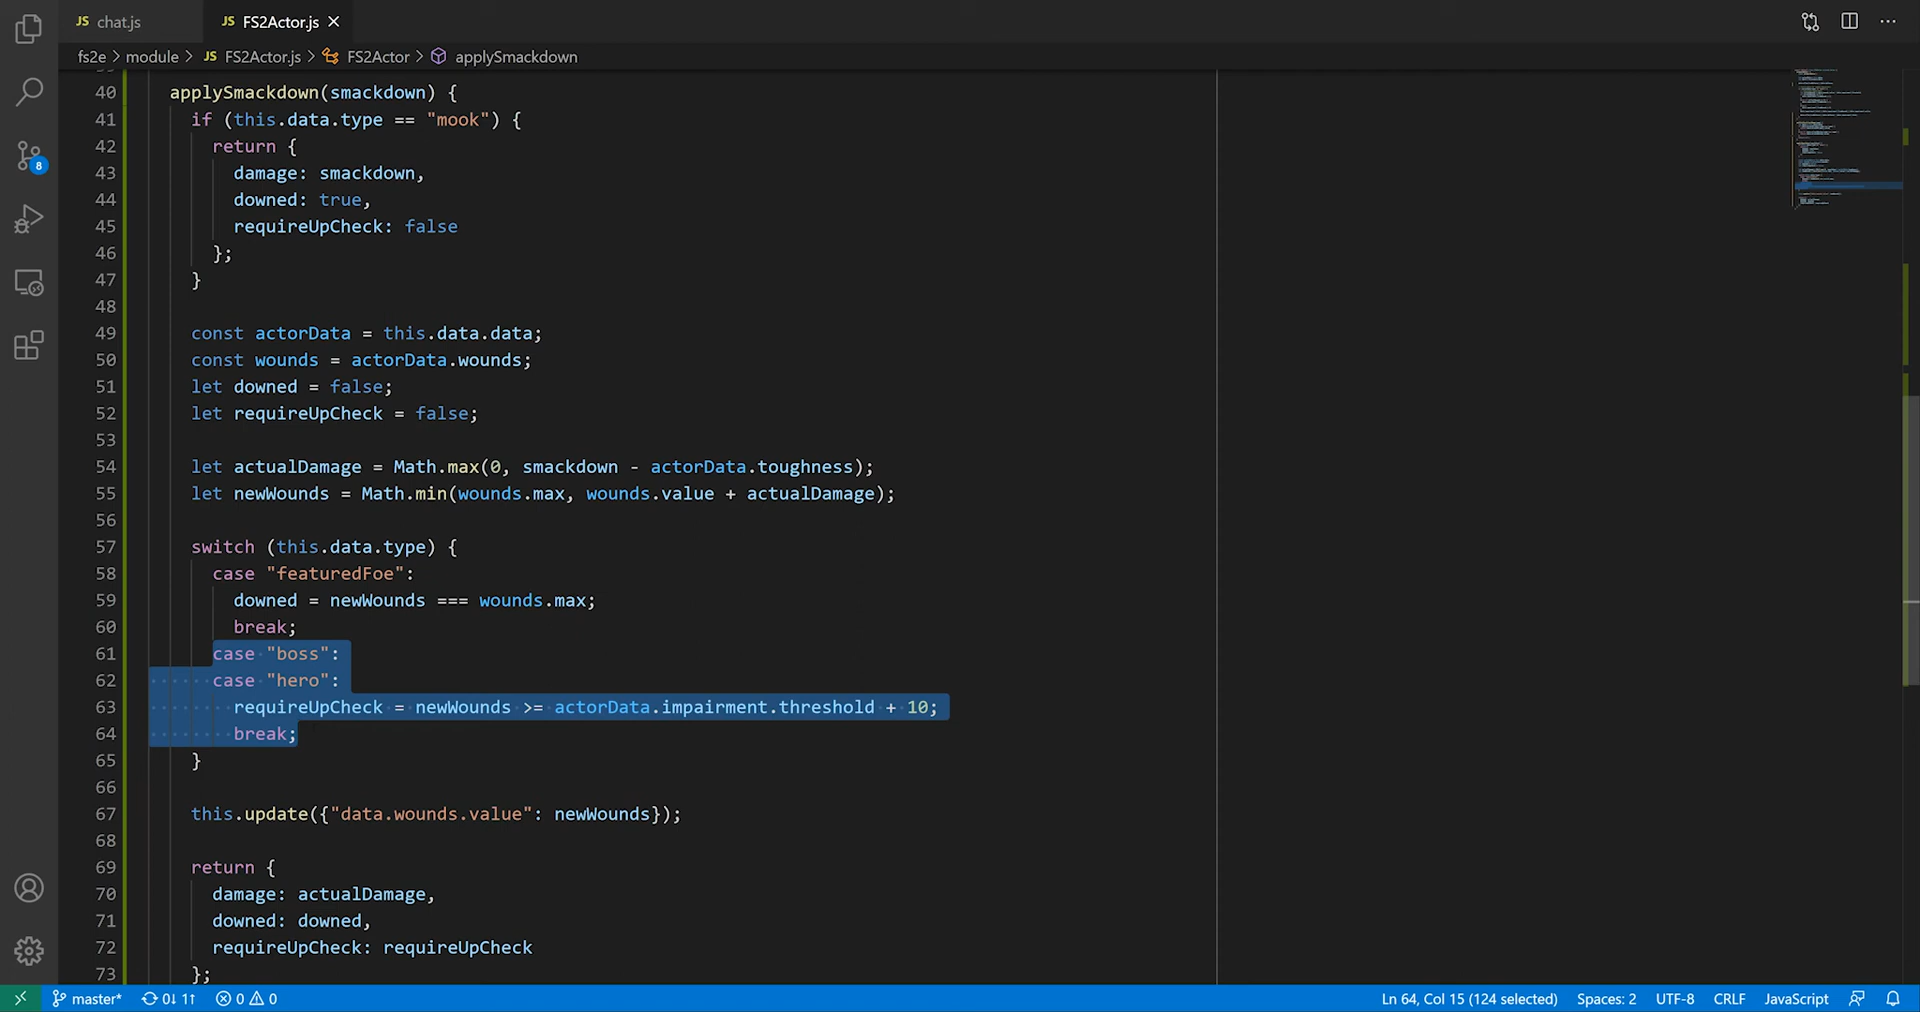 JS chat.js JS FS2Actor.js
fs2e > module > JS FS2Actor.js > FS2Actor > applySmackdown
40 applySmackdown(smackdown) {
41 if (this.data.type == "mook") {
42 return {
43 damage: smackdown,
44 downed: true,
45 requireUpCheck: false
46 };
47 }
48
49 const actorData = this.data.data;
50 const wounds = actorData.wounds;
51 let downed = false;
52 let requireUpCheck = false;
53
54 let actualDamage = Math.max(0, smackdown - actorData.toughness);
55 let newWounds = Math.min(wounds.max, wounds.value + actualDamage);
56
57 switch (this.data.type) {
58 case "featuredFoe":
59 downed = newWounds === wounds.max;
60 break;
61 case "boss":
62 case "hero":
63 requireUpCheck = newWounds >= actorData.impairment.threshold + 10;
64 break;
65 }
66
67 this.update({"data.wounds.value": newWounds});
68
69 return {
70 damage: actualDamage,
71 downed: downed,
72 requireUpCheck: requireUpCheck
73 };
8
master* 0↓ 1↑ 0 0 Ln 64, Col 15 (124 selected) Spaces: 2 UTF-8 CRLF JavaScript